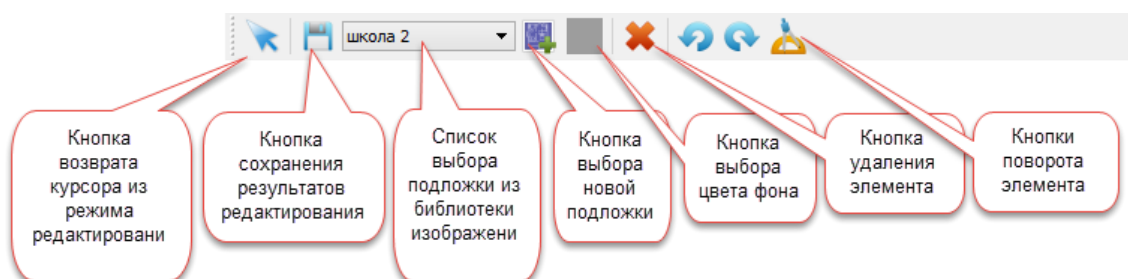 школа 2
Кнопка
возврата
курсора из
режима
редактировани
Кнопка
сохранения
результатов
редактирования
Список
выбора
подложки из
библиотеки
изображени
Кнопка
выбора
новой
подложки
Кнопка
выбора
цвета фона
Кнопка
удаления
элемента
Кнопки
поворота
элемента